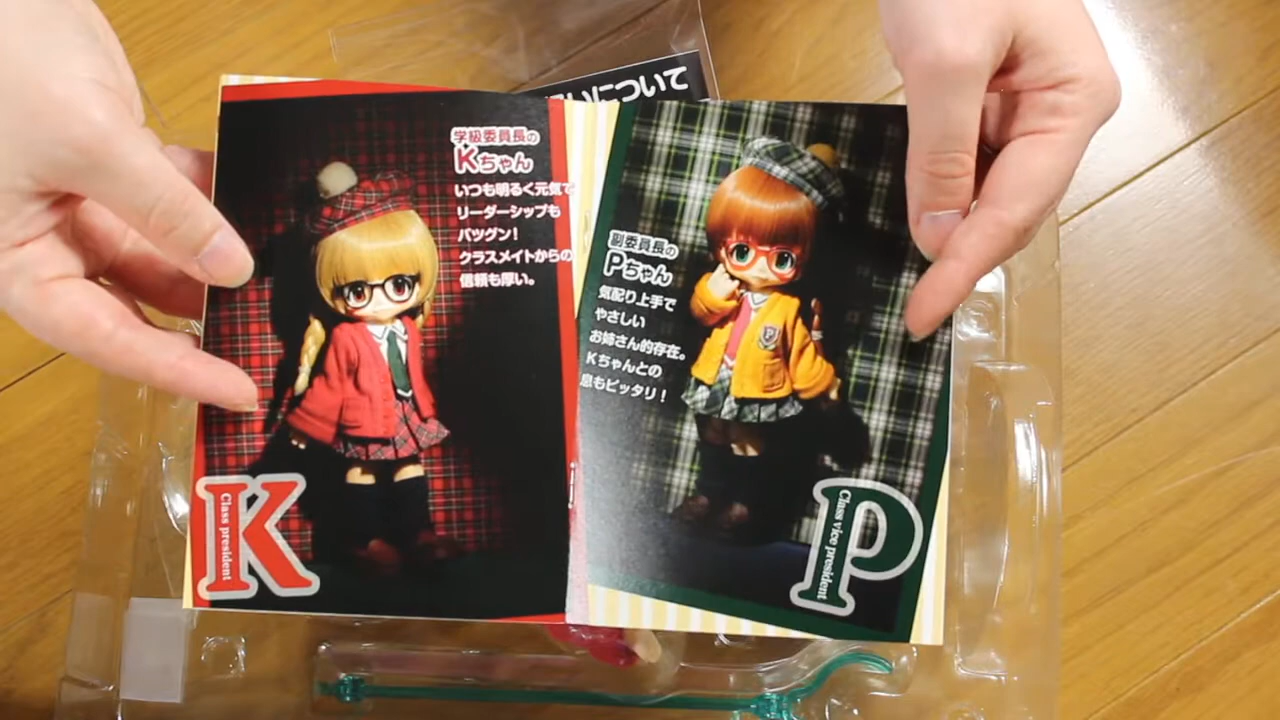 いについて
学級委員長の
Kちゃん
いつも明るく元気で
リーダーシップも
バツグン！
クラスメイトからの
信頼も厚い。
K
Class president
副委員長の
Pちゃん
気配り上手で
やさしい
お姉さん的存在。
Kちゃんとの
息もピッタリ！
P
P
Class vice president